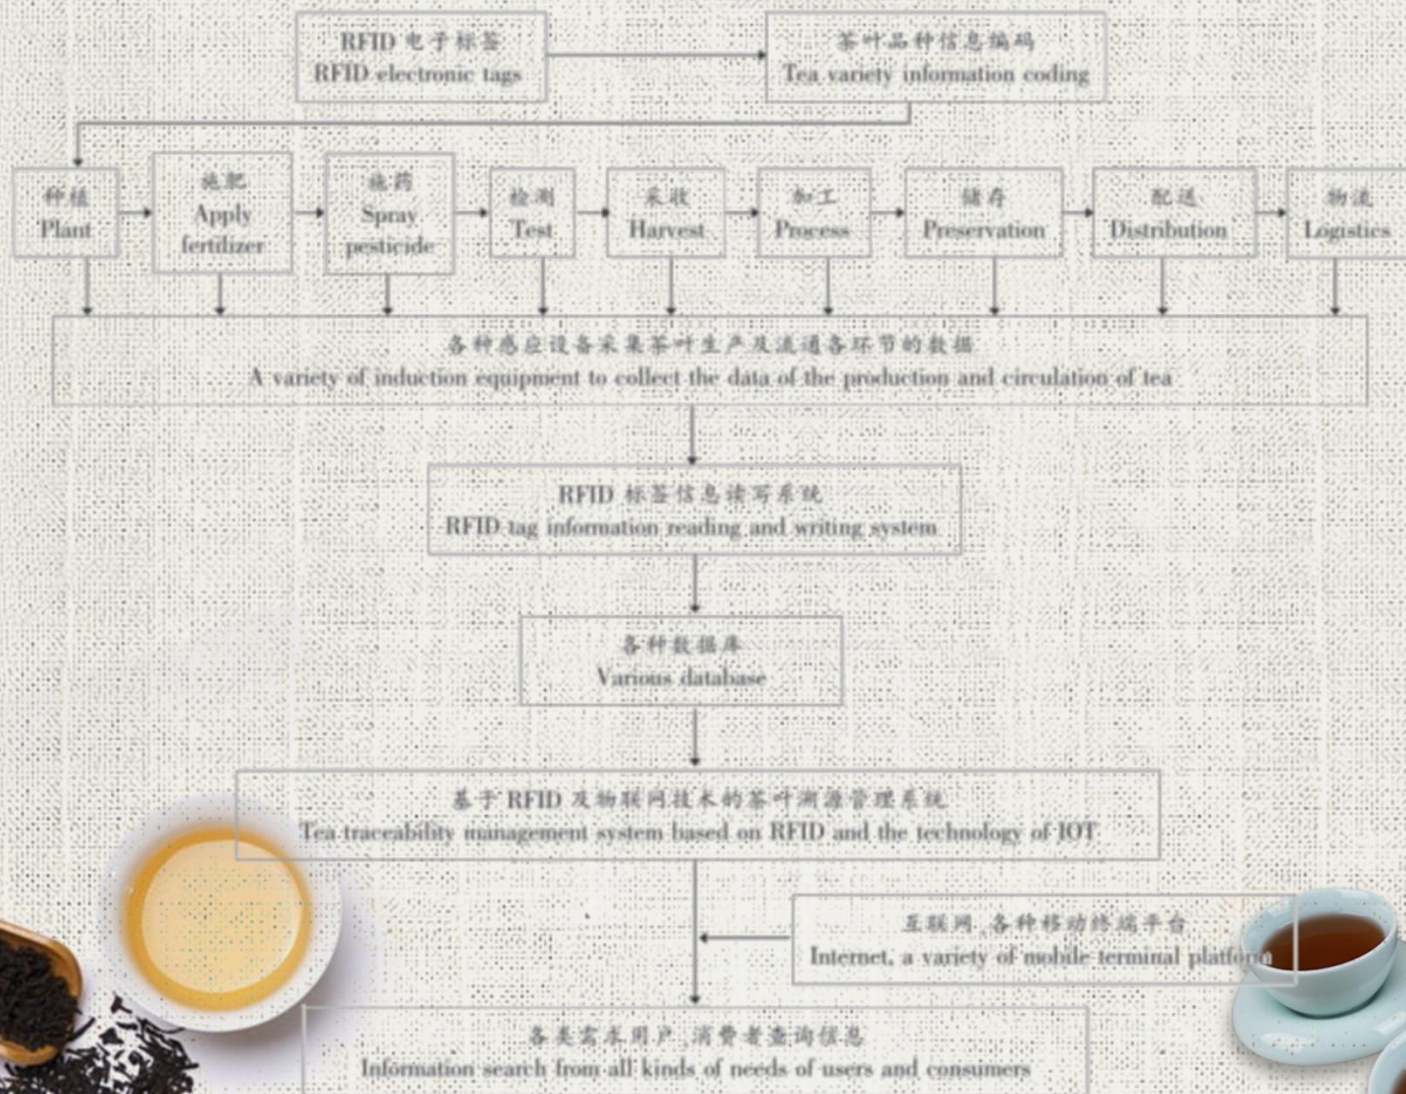 RFID 电子标签
RFID electronic tags
茶叶品种信息编码
Tea variety information coding
种植
Plant
施肥
Apply
fertilizer
施药
Spray
pesticide
检测
Test
采收
Harvest
加工
Process
储存
Preservation
配送
Distribution
物流
Logistics
各种感应设备采集茶叶生产及流通各环节的数据
A variety of induction equipment to collect the data of the production and circulation of tea
RFID 标签信息读写系统
RFID tag information reading and writing system
各种数据库
Various database
基于 RFID 及物联网技术的茶叶溯源管理系统
Tea traceability management system based on RFID and the technology of IOT
互联网,各种移动终端平台
Internet, a variety of mobile terminal platform
各类需求用户,消费者查询信息
Information search from all kinds of needs of users and consumers